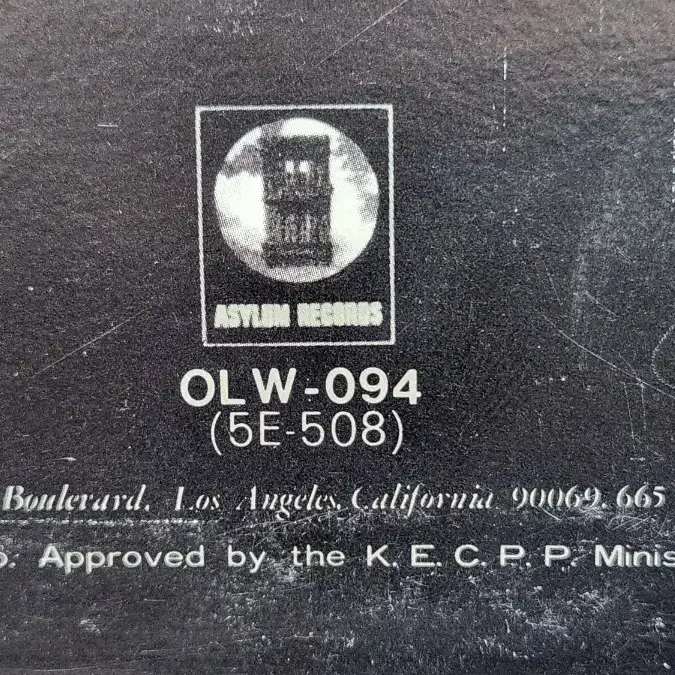 ASYLUM RECORDS
OLW-094
(5E-508)
Boulevard, Los Angeles, California 90069. 665
o. Approved by the K. E. C. P. P. Minis